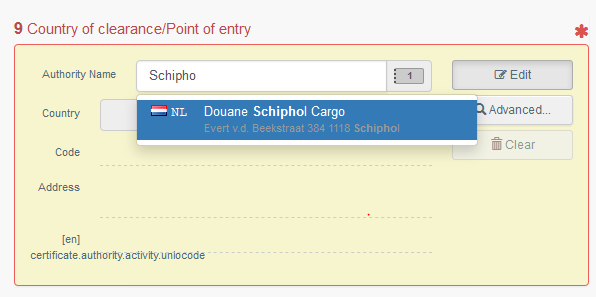 9 Country of clearance/Point of entry
Authority Name
Schipho
1
Edit
NL Douane Schiphol Cargo
Evert v.d. Beekstraat 384 1118 Schiphol
Country
Advanced...
Code
Clear
Address
[en]
certificate.authority.activity.unlocode